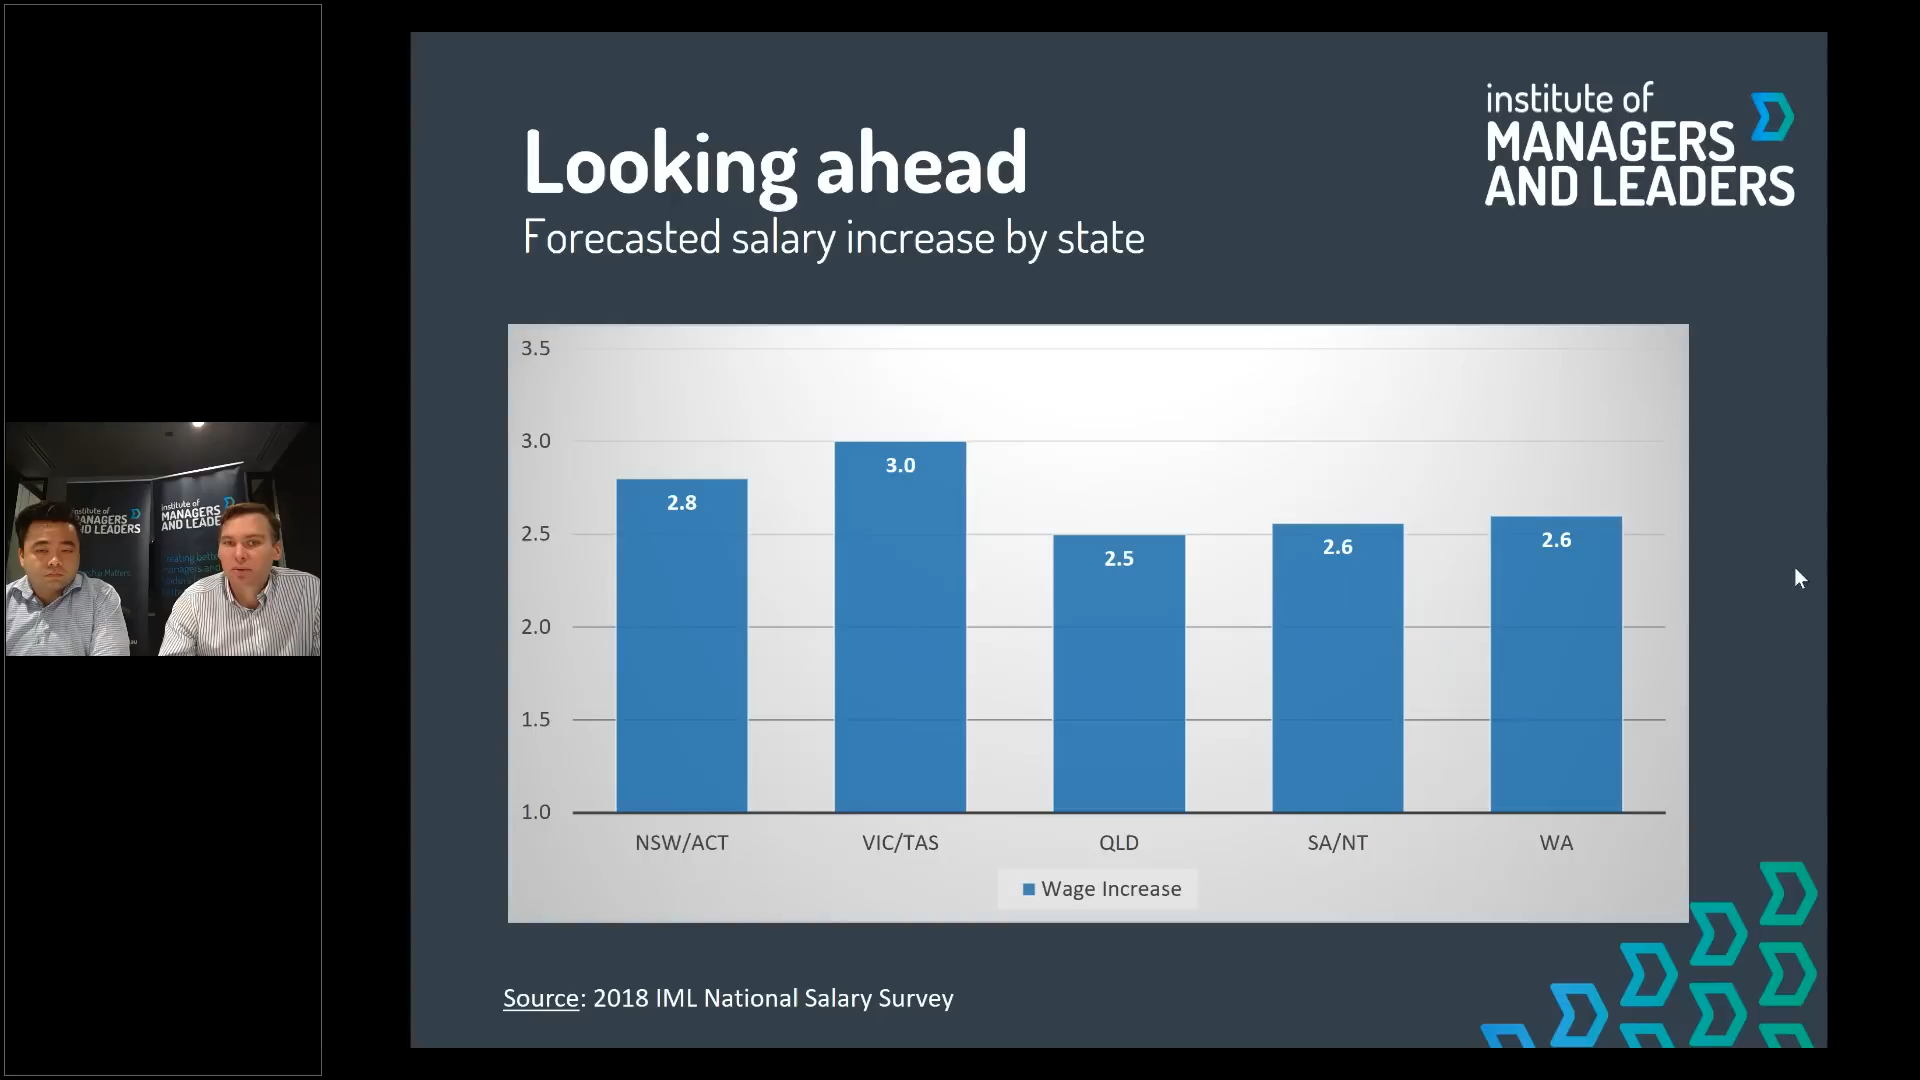 Looking ahead
Forecasted salary increase by state
institute of
MANAGERS
AND LEADERS
3.5
3.0
2.5
2.0
1.5
1.0
2.8
3.0
2.5
2.6
2.6
NSW/ACT
VIC/TAS
QLD
SA/NT
WA
Wage Increase
Source: 2018 IML National Salary Survey
institute of
MANAGERS
AND LEADERS
institute of